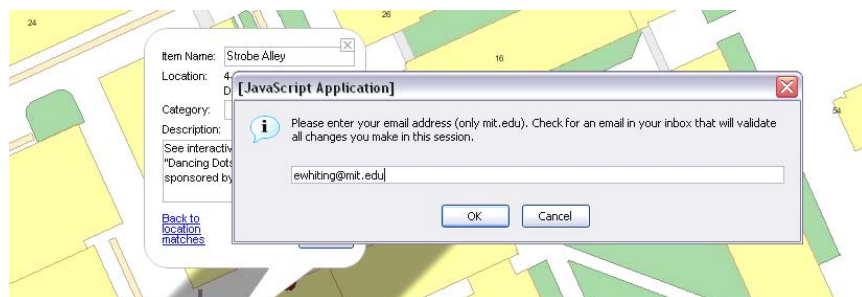 24
26
16
Item Name: Strobe Alley
Location: 4-
D
Category:
Description:
See interactiv
"Dancing Dots
sponsored by
Back to
location
matches
[JavaScript Application]
Please enter your email address (only mit.edu). Check for an email in your inbox that will validate
all changes you make in this session.
ewhiting@mit.edu
OK Cancel